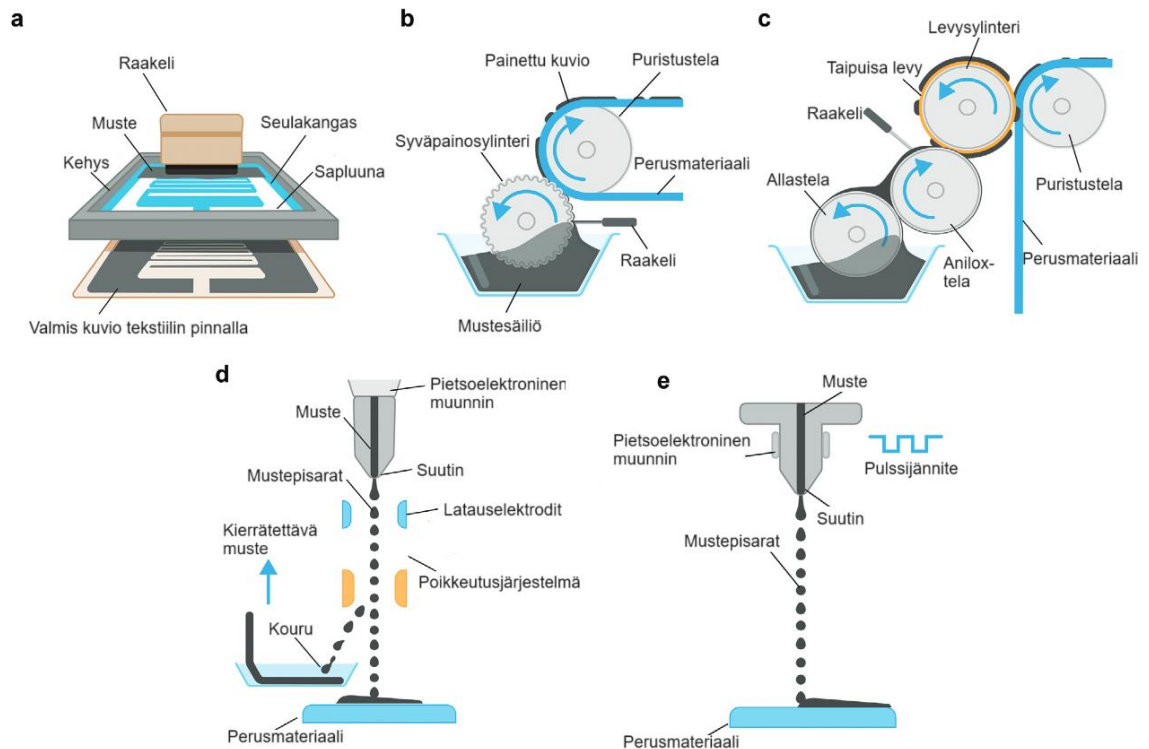 a
Raakeli
Muste
Kehys
Seulakangas
Sapluuna
Valmis kuvio tekstiilin pinnalla
b
Painettu kuvio
Puristustela
Syväpainosylinteri
Perusmateriaali
Raakeli
Mustesäiliö
c
Levysylinteri
Taipuisa levy
Raakeli
Allastela
Puristustela
Anilox-
tela
Perusmateriaali
d
Pietsoelektroninen
muunnin
Muste
Mustepisarat
Suutin
Latauselektrodit
Kierrätettävä
muste
Poikkeutusjärjestelmä
Kouru
Perusmateriaali
e
Muste
Pietsoelektroninen
muunnin
Pulssijännite
Suutin
Mustepisarat
Perusmateriaali